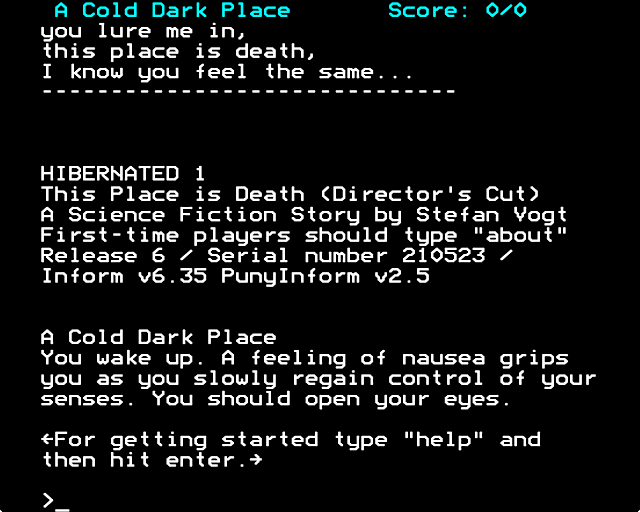 A Cold Dark Place Score: 0/0
you lure me in,
this place is death,
I know you feel the same...
------------------------------
HIBERNATED 1
This Place is Death (Director's Cut)
A Science Fiction Story by Stefan Vogt
First-time players should type "about"
Release 6 / Serial number 210523 /
Inform v6.35 PunyInform v2.5
A Cold Dark Place
You wake up. A feeling of nausea grips
you as you slowly regain control of your
senses. You should open your eyes.
←For getting started type "help" and
then hit enter.→
>_